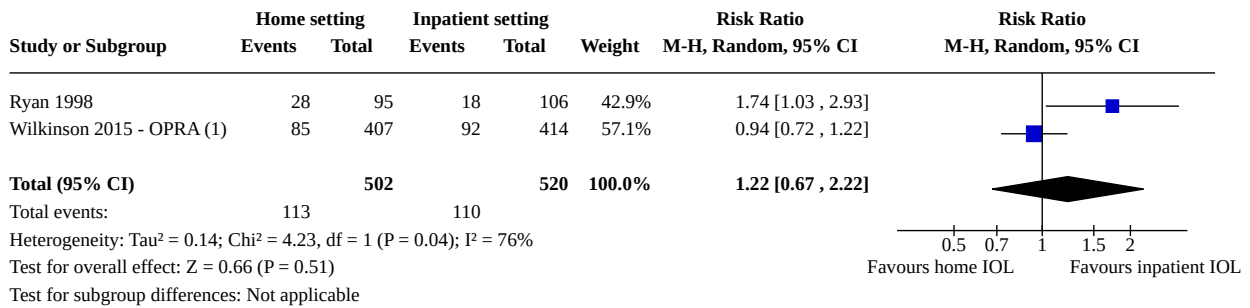 Home setting Inpatient setting Risk Ratio Risk Ratio
Study or Subgroup Events Total Events Total Weight M-H, Random, 95% CI M-H, Random, 95% CI
Ryan 1998 28 95 18 106 42.9% 1.74 [1.03 , 2.93]
Wilkinson 2015 - OPRA (1) 85 407 92 414 57.1% 0.94 [0.72 , 1.22]
Total (95% CI) 502 520 100.0% 1.22 [0.67 , 2.22]
Total events: 113 110
Heterogeneity: Tau² = 0.14; Chi² = 4.23, df = 1 (P = 0.04); I² = 76%
0.5 0.7 1 1.5 2
Test for overall effect: Z = 0.66 (P = 0.51)
Favours home IOL Favours inpatient IOL
Test for subgroup differences: Not applicable